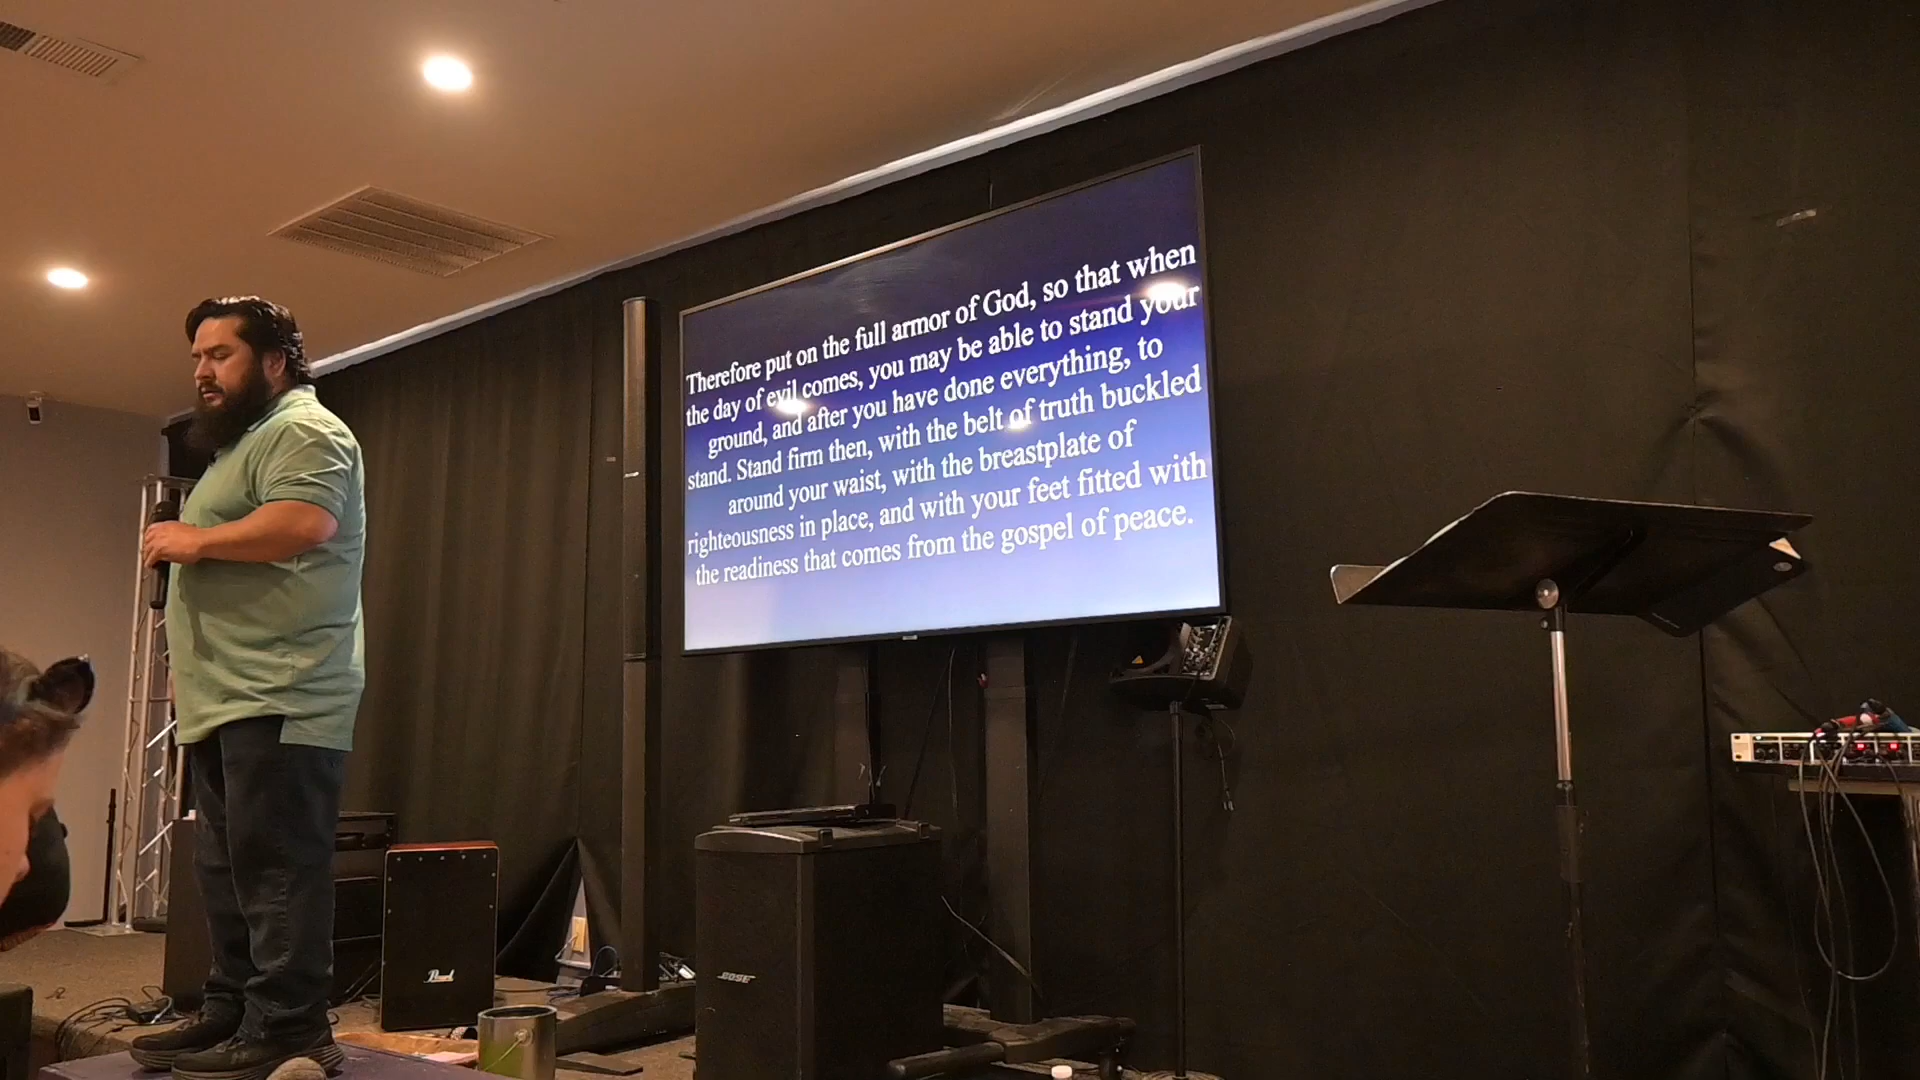 Therefore put on the full armor of God, so that when
the day of evil comes, you may be able to stand your
ground, and after you have done everything, to
stand. Stand firm then, with the belt of truth buckled
around your waist, with the breastplate of
righteousness in place, and with your feet fitted with
the readiness that comes from the gospel of peace.
Pearl
BOSE